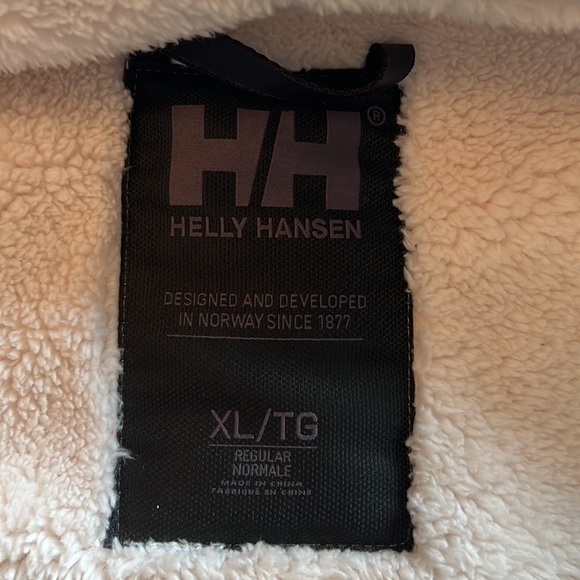 HH®
HELLY HANSEN
DESIGNED AND DEVELOPED
IN NORWAY SINCE 1877
XL/TG
REGULAR
NORMALE
MADE IN CHINA
FABRIQUÉ EN CHINE